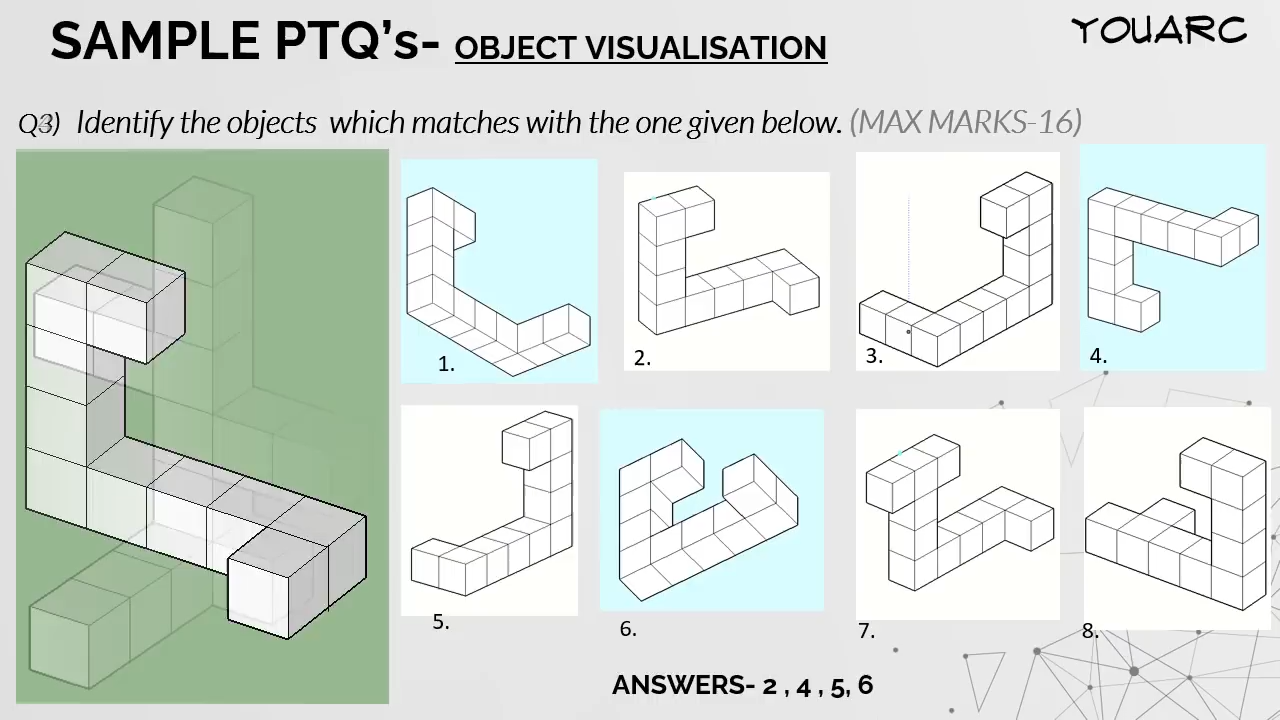 SAMPLE PTQ's- OBJECT VISUALISATION
YOUARC
Q3) Identify the objects which matches with the one given below. (MAX MARKS-16)
1.
2.
3.
4.
5.
6.
7.
8.
ANSWERS- 2 , 4 , 5, 6